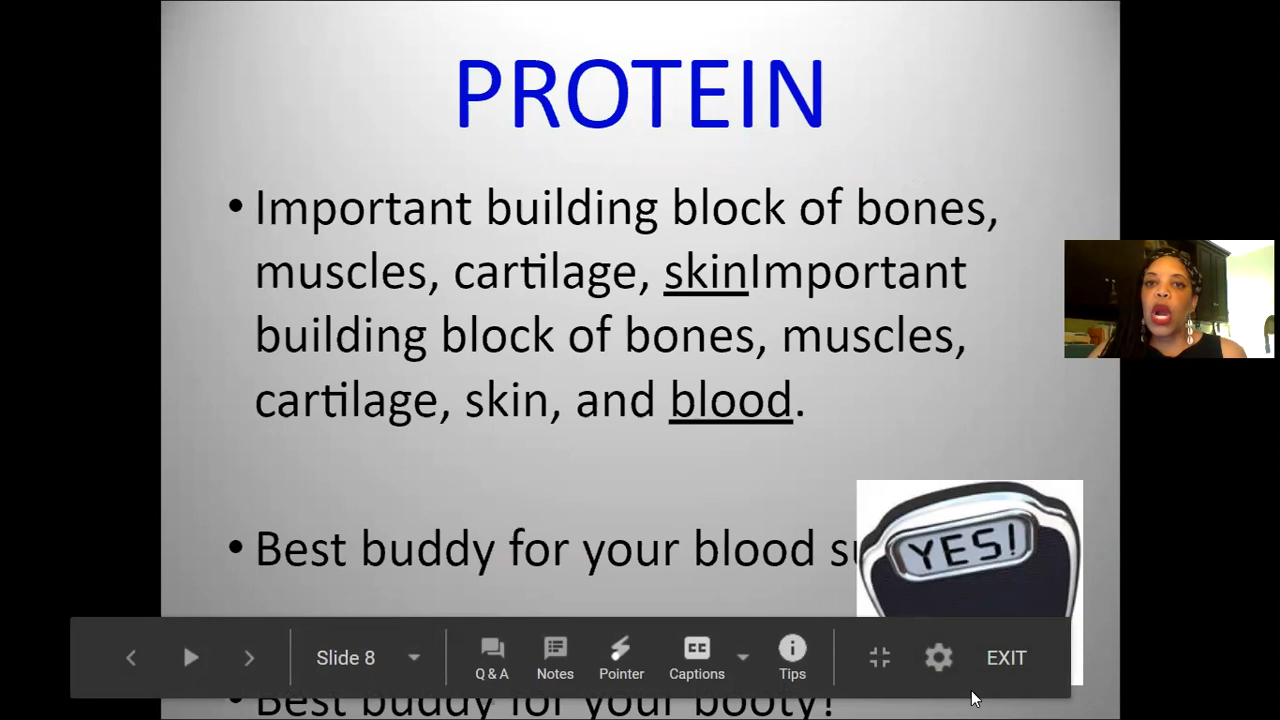 PROTEIN
• Important building block of bones,
muscles, cartilage, skinImportant
building block of bones, muscles,
cartilage, skin, and blood.
• Best buddy for your blood
YES!
Slide 8
Q & A
Notes
Pointer
CC
Captions
Tips
EXIT
• Best buddy for your booty!